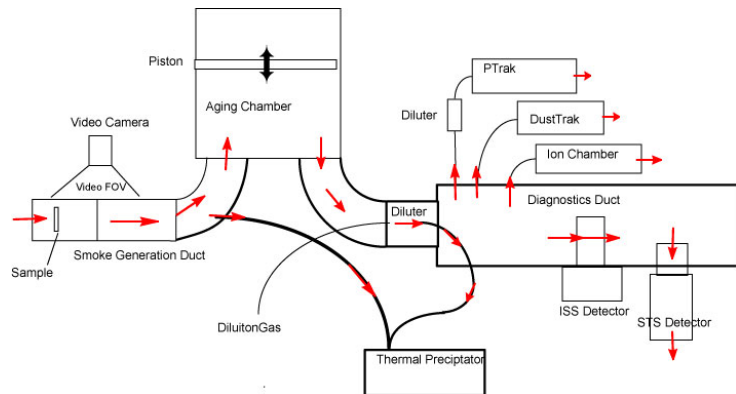 PTrak
Piston
Aging Chamber
Diluter
DustTrak
Video Camera
Ion Chamber
Video FOV
Diagnostics Duct
Diluter
Sample
Smoke Generation Duct
ISS Detector
DiluitonGas
STS Detector
Thermal Preciptator